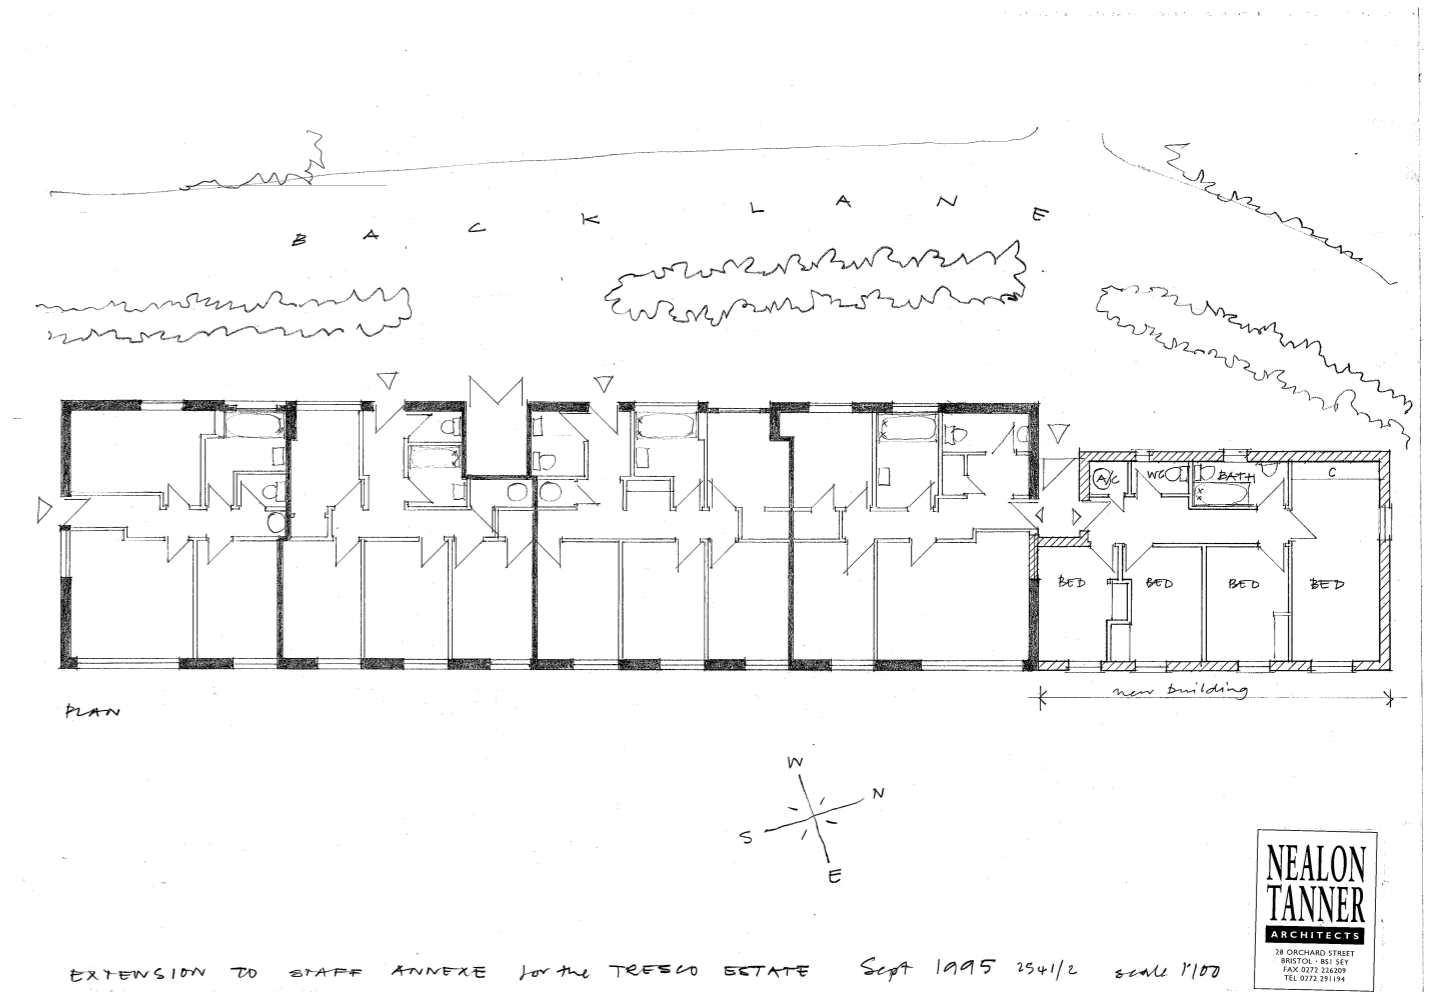 BACK LANE
A/C
WC
BATH
C
BED
BED
BED
BED
new building
PLAN
W
N
S
E
NEALON
TANNER
ARCHITECTS
28 ORCHARD STREET
BRISTOL · BS1 5EY
FAX 0272 226209
TEL 0272 291194
EXTENSION TO STAFF ANNEXE for the TRESCO ESTATE Sept 1995 2541/2 scale 1:100